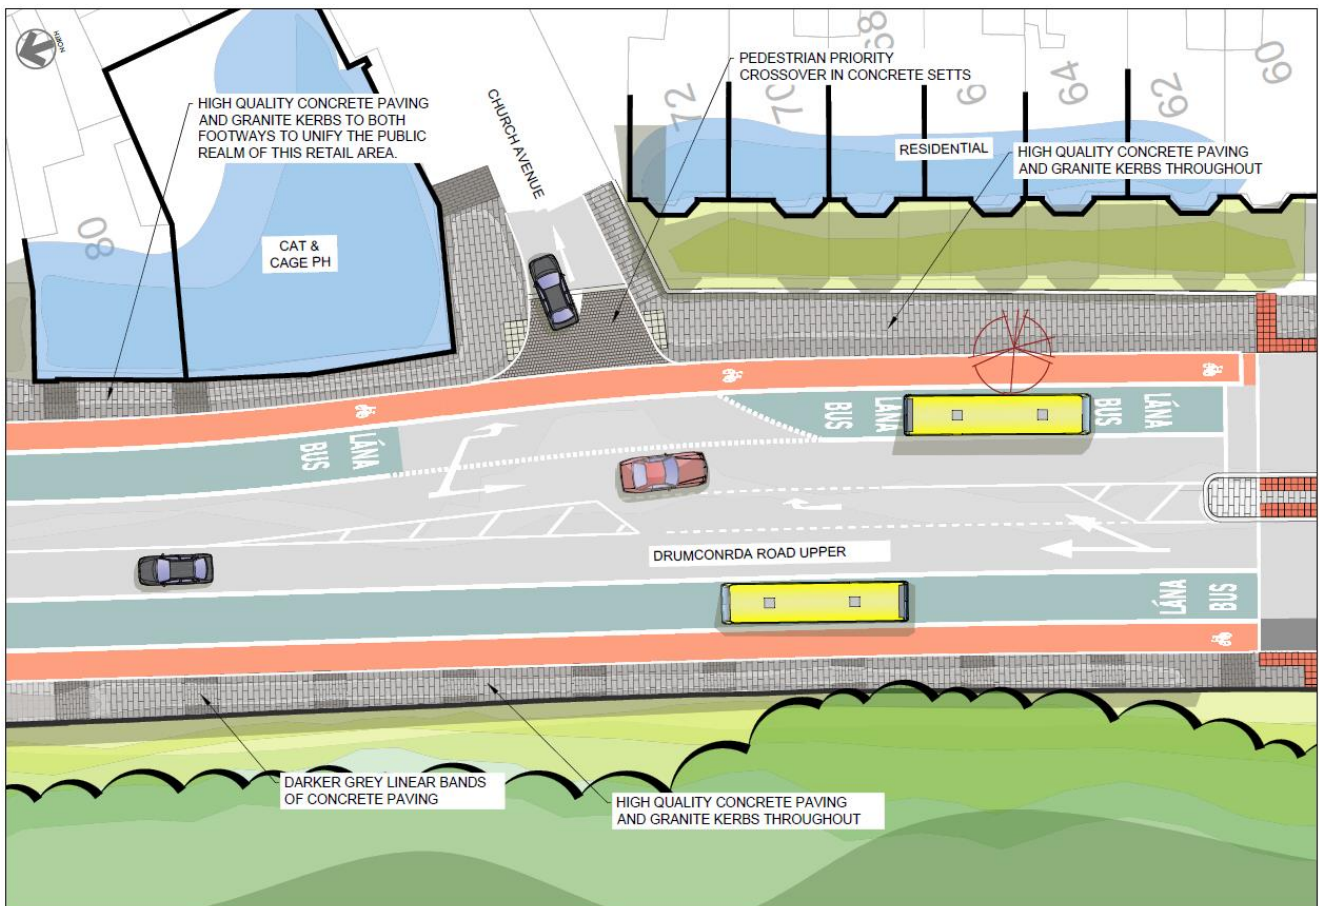 NORTH
PEDESTRIAN PRIORITY
CROSSOVER IN CONCRETE SETTS
HIGH QUALITY CONCRETE PAVING
AND GRANITE KERBS TO BOTH
FOOTWAYS TO UNIFY THE PUBLIC
REALM OF THIS RETAIL AREA.
CHURCH AVENUE
72
70
68
64
62
60
RESIDENTIAL
HIGH QUALITY CONCRETE PAVING
AND GRANITE KERBS THROUGHOUT
80
CAT &
CAGE PH
LÁNA
BUS
LÁNA
BUS
LÁNA
BUS
DRUMCONRDA ROAD UPPER
LÁNA
BUS
DARKER GREY LINEAR BANDS
OF CONCRETE PAVING
HIGH QUALITY CONCRETE PAVING
AND GRANITE KERBS THROUGHOUT